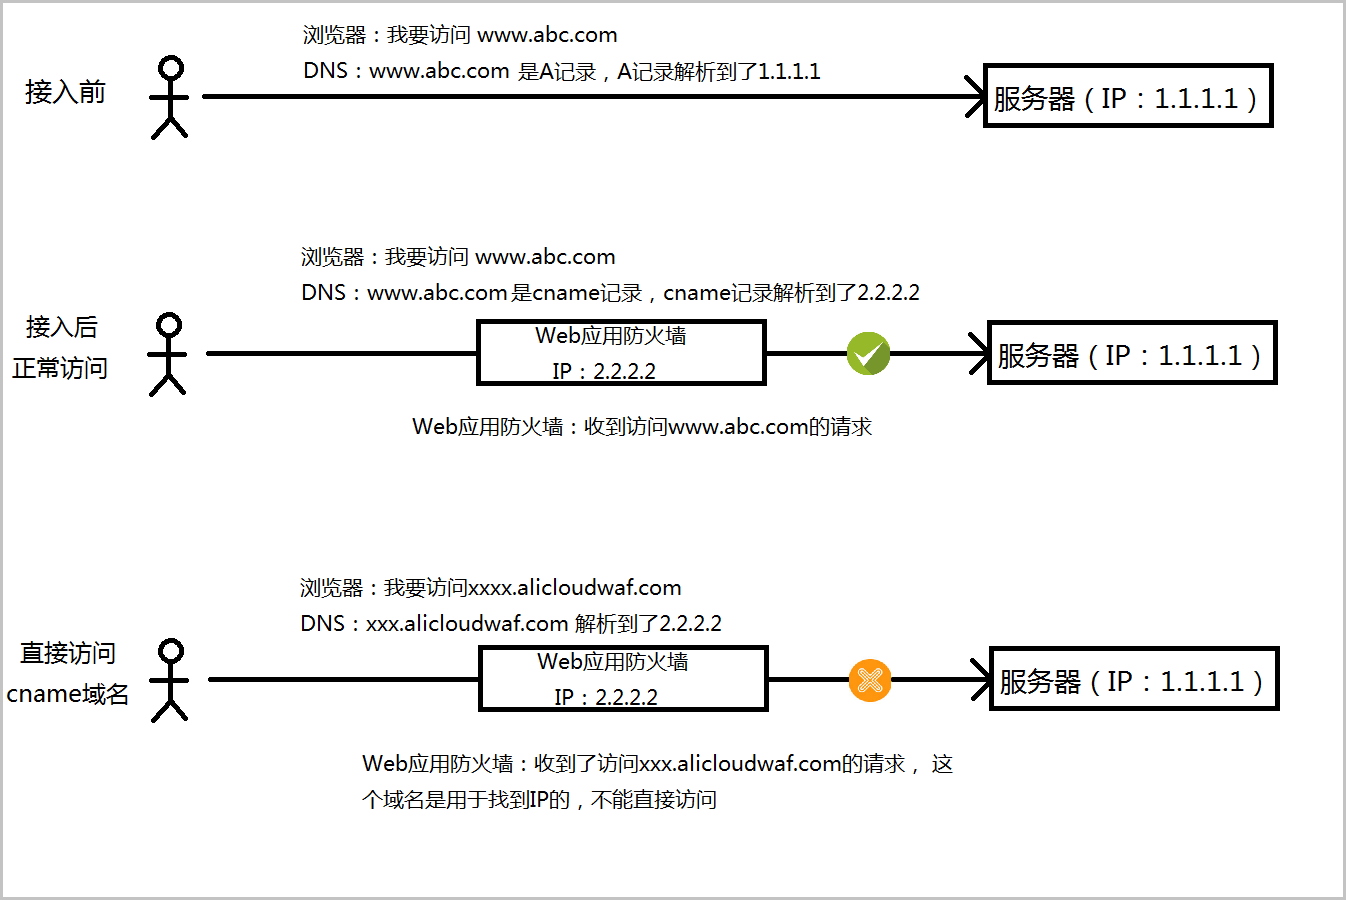 浏览器：我要访问 www.abc.com
DNS：www.abc.com 是A记录，A记录解析到了1.1.1.1
接入前
服务器（IP：1.1.1.1）
浏览器：我要访问 www.abc.com
DNS：www.abc.com 是cname记录，cname记录解析到了2.2.2.2
接入后
正常访问
Web应用防火墙
IP：2.2.2.2
服务器（IP：1.1.1.1）
Web应用防火墙：收到访问www.abc.com的请求
浏览器：我要访问xxxx.alicloudwaf.com
DNS：xxx.alicloudwaf.com 解析到了2.2.2.2
直接访问
cname域名
Web应用防火墙
IP：2.2.2.2
服务器（IP：1.1.1.1）
Web应用防火墙：收到了访问xxx.alicloudwaf.com的请求， 这
个域名是用于找到IP的，不能直接访问